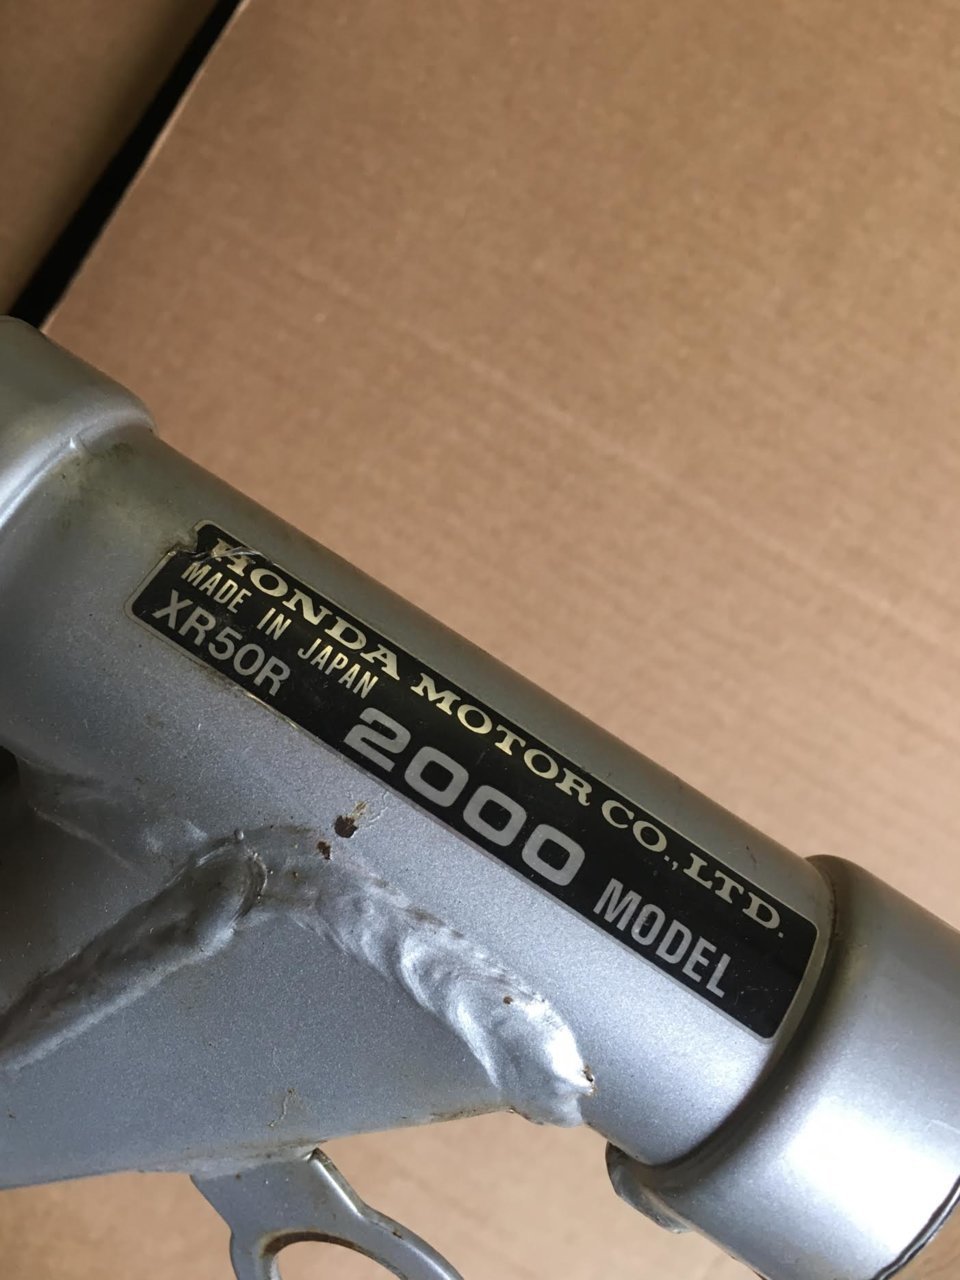 HONDA MOTOR CO.,LTD.
MADE IN JAPAN
XR50R 2000 MODEL